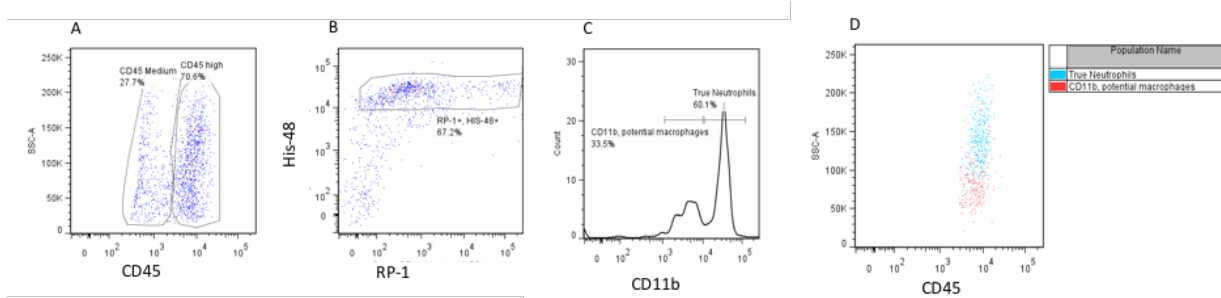 A
250K
200K
150K
100K
50K
0
SSC-A
CD45 Medium
27.7%
CD45 high
70.6%
0 10^2 10^3 10^4 10^5
CD45
B
10^5
10^4
10^3
10^2
0
His-48
RP-1+, HIS-48+
67.2%
0 10^2 10^3 10^4 10^5
RP-1
C
30
20
10
0
Count
True Neutrophils
60.1%
CD11b, potential macrophages
33.5%
0 10^2 10^3 10^4 10^5
CD11b
D
250K
200K
150K
100K
50K
0
SSC-A
0 10^2 10^3 10^4 10^5
CD45
Population Name
True Neutrophils
CD11b, potential macrophages